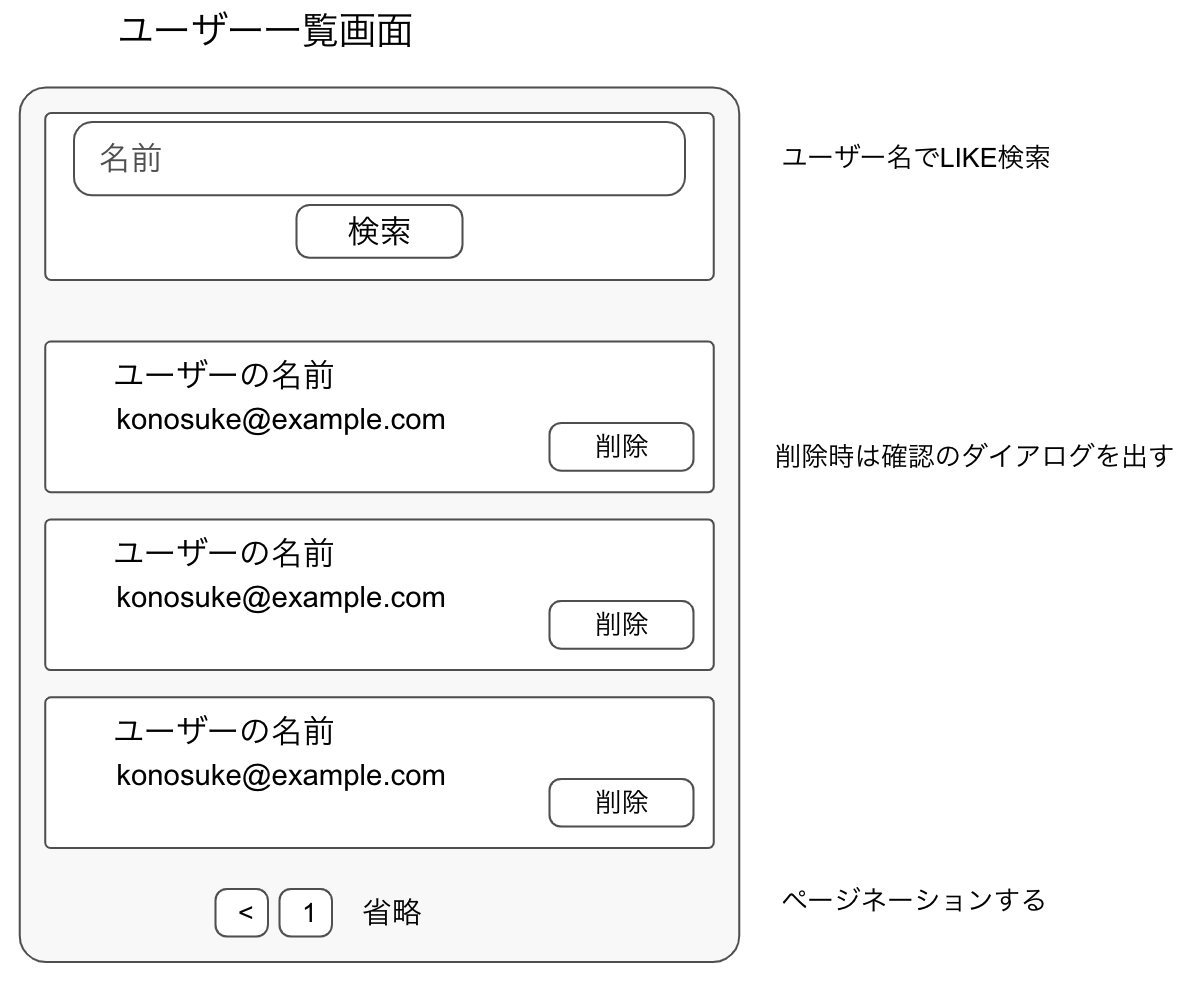 ユーザー一覧画面
名前
ユーザー名でLIKE検索
検索
ユーザーの名前
konosuke@example.com
削除
削除時は確認のダイアログを出す
ユーザーの名前
konosuke@example.com
削除
ユーザーの名前
konosuke@example.com
削除
< 1 省略
ページネーションする